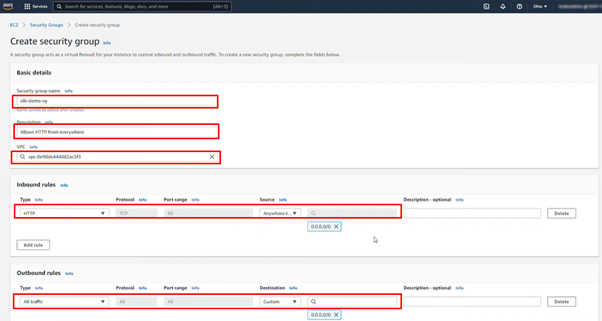 aws Services Search for services, features, blogs, docs, and more [Alt+S] Ohio
EC2 > Security Groups > Create security group
Create security group Info
A security group acts as a virtual firewall for your instance to control inbound and outbound traffic. To create a new security group, complete the fields below.
Basic details
Security group name Info
alb-demo-sg
Name cannot be edited after creation.
Description Info
Allows HTTP from everywhere
VPC Info
Inbound rules Info
Type Info Protocol Info Port range Info Source Info Description - optional Info
HTTP TCP 80 Anywhere-I... Delete
0.0.0.0/0
Add rule
Outbound rules Info
Type Info Protocol Info Port range Info Destination Info Description - optional Info
All traffic All All Custom Delete
0.0.0.0/0